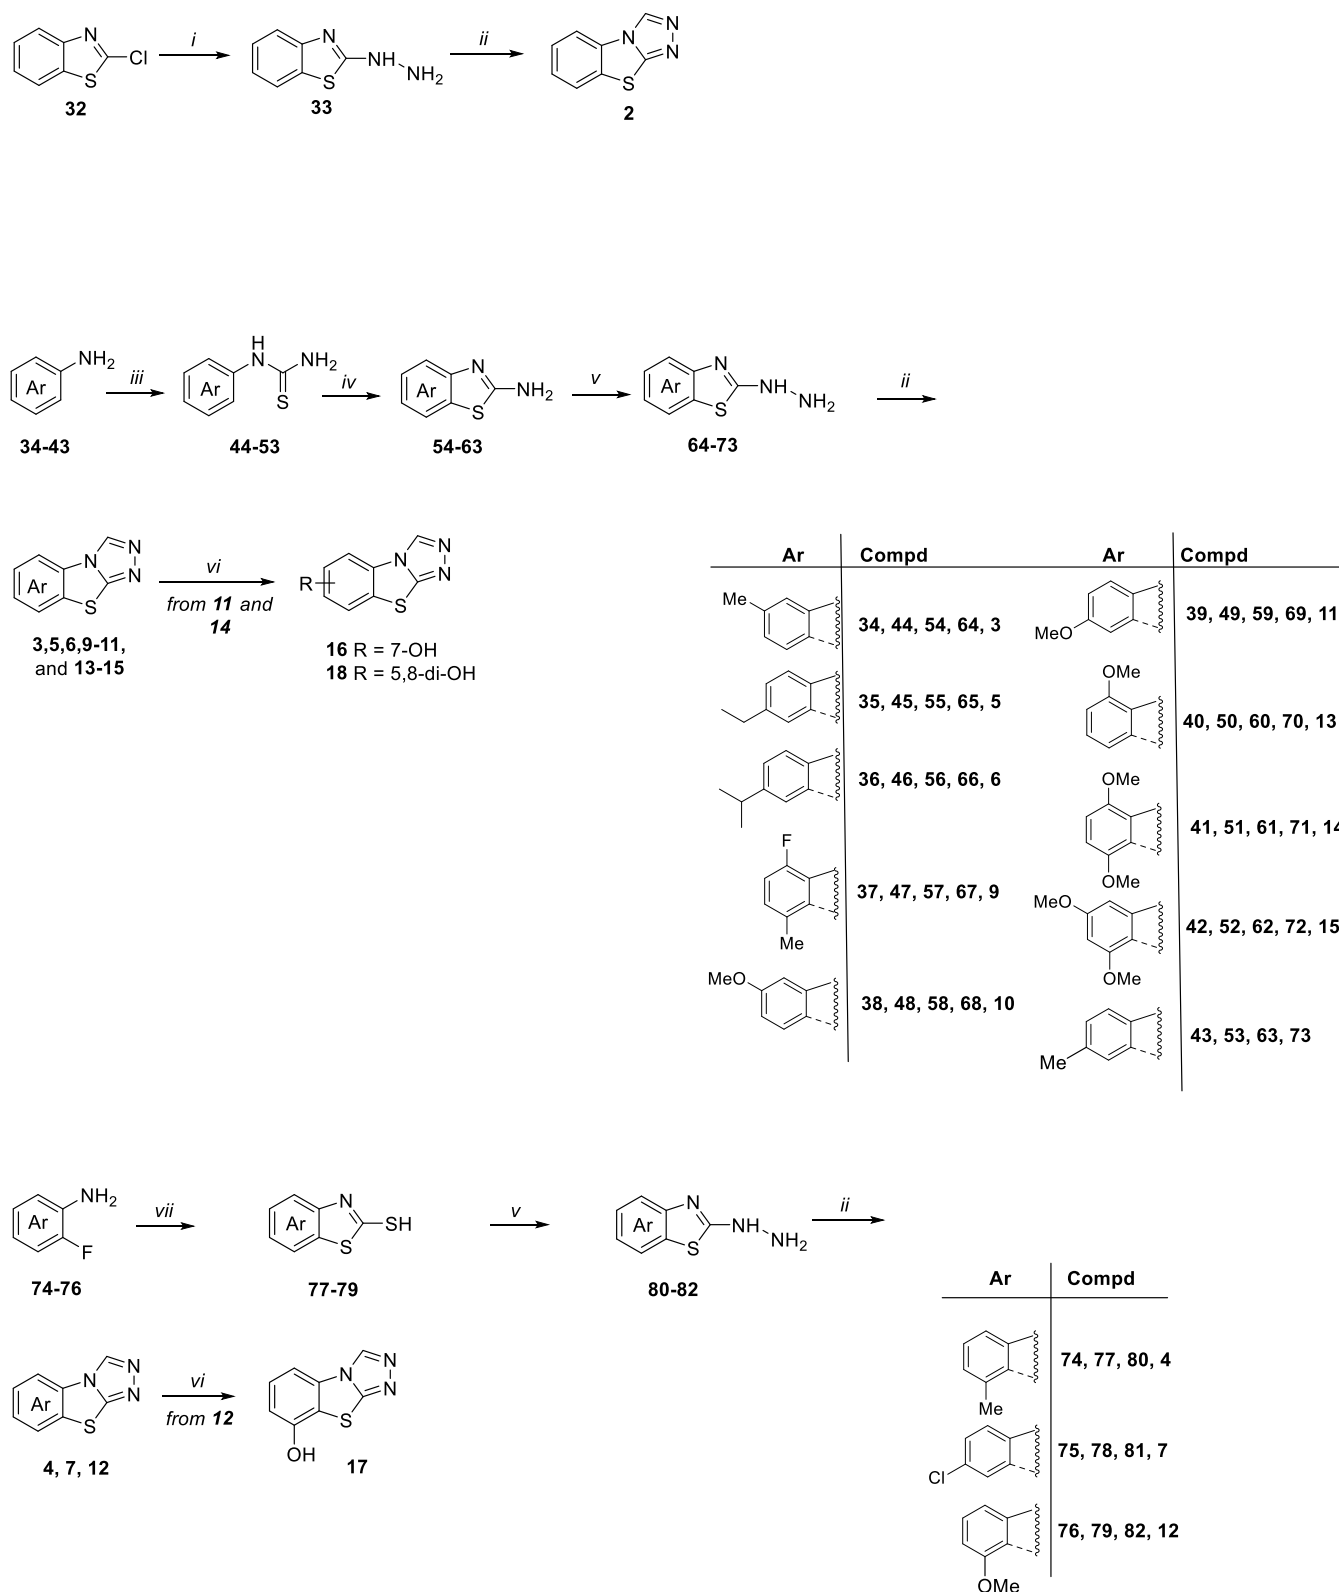 N
Cl
S
i
32
N
NH
S
NH2
ii
33
N
N
N
S
2
NH2
Ar
iii
34-43
H
N
NH2
Ar
S
iv
44-53
N
Ar
NH2
S
v
54-63
N
Ar
NH
S
NH2
ii
64-73
N
N
Ar
N
S
3,5,6,9-11,
and 13-15
vi
from 11 and
14
N
N
R
N
S
16 R = 7-OH
18 R = 5,8-di-OH
Ar Compd
Me
34, 44, 54, 64, 3
35, 45, 55, 65, 5
36, 46, 56, 66, 6
F
37, 47, 57, 67, 9
Me
MeO
38, 48, 58, 68, 10
Ar Compd
39, 49, 59, 69, 11
MeO
OMe
40, 50, 60, 70, 13
OMe
41, 51, 61, 71, 14
OMe
MeO
42, 52, 62, 72, 15
OMe
43, 53, 63, 73
Me
NH2
Ar
F
vii
74-76
N
Ar
SH
S
v
77-79
N
Ar
NH
S
NH2
ii
80-82
N
N
Ar
N
S
4, 7, 12
vi
from 12
N
N
N
S
OH
17
Ar Compd
74, 77, 80, 4
Me
75, 78, 81, 7
Cl
76, 79, 82, 12
OMe